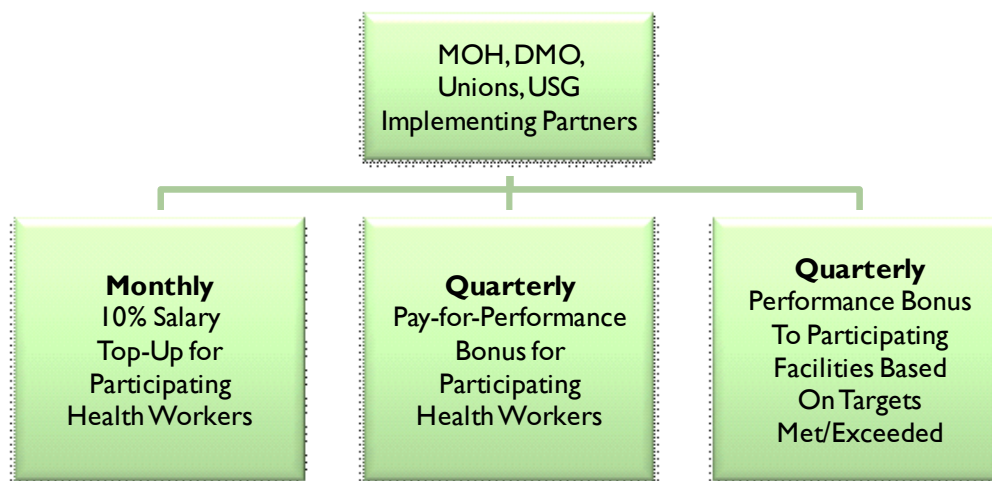 MOH, DMO,
Unions, USG
Implementing Partners
Monthly
10% Salary
Top-Up for
Participating
Health Workers
Quarterly
Pay-for-Performance
Bonus for
Participating
Health Workers
Quarterly
Performance Bonus
To Participating
Facilities Based
On Targets
Met/Exceeded